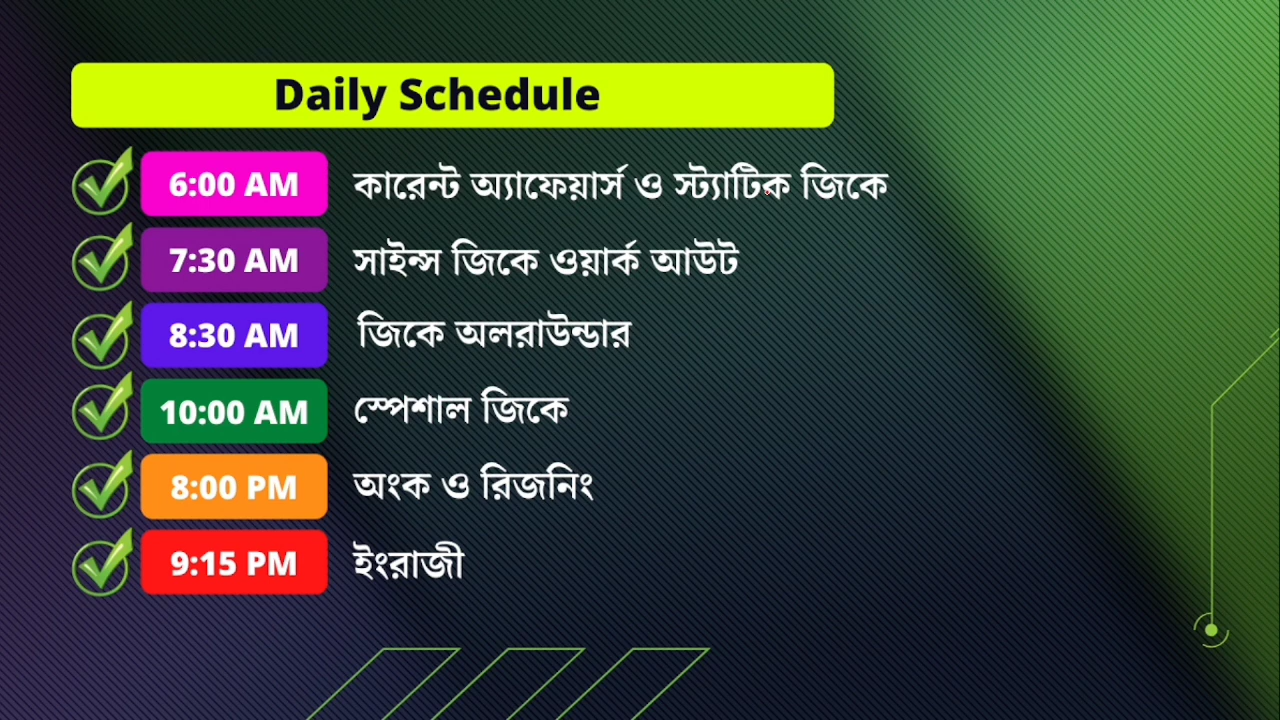 Daily Schedule
6:00 AM কারেন্ট অ্যাফেয়ার্স ও স্ট্যাটিক জিকে
7:30 AM সাইন্স জিকে ওয়ার্ক আউট
8:30 AM জিকে অলরাউন্ডার
10:00 AM স্পেশাল জিকে
8:00 PM অংক ও রিজনিং
9:15 PM ইংরাজী